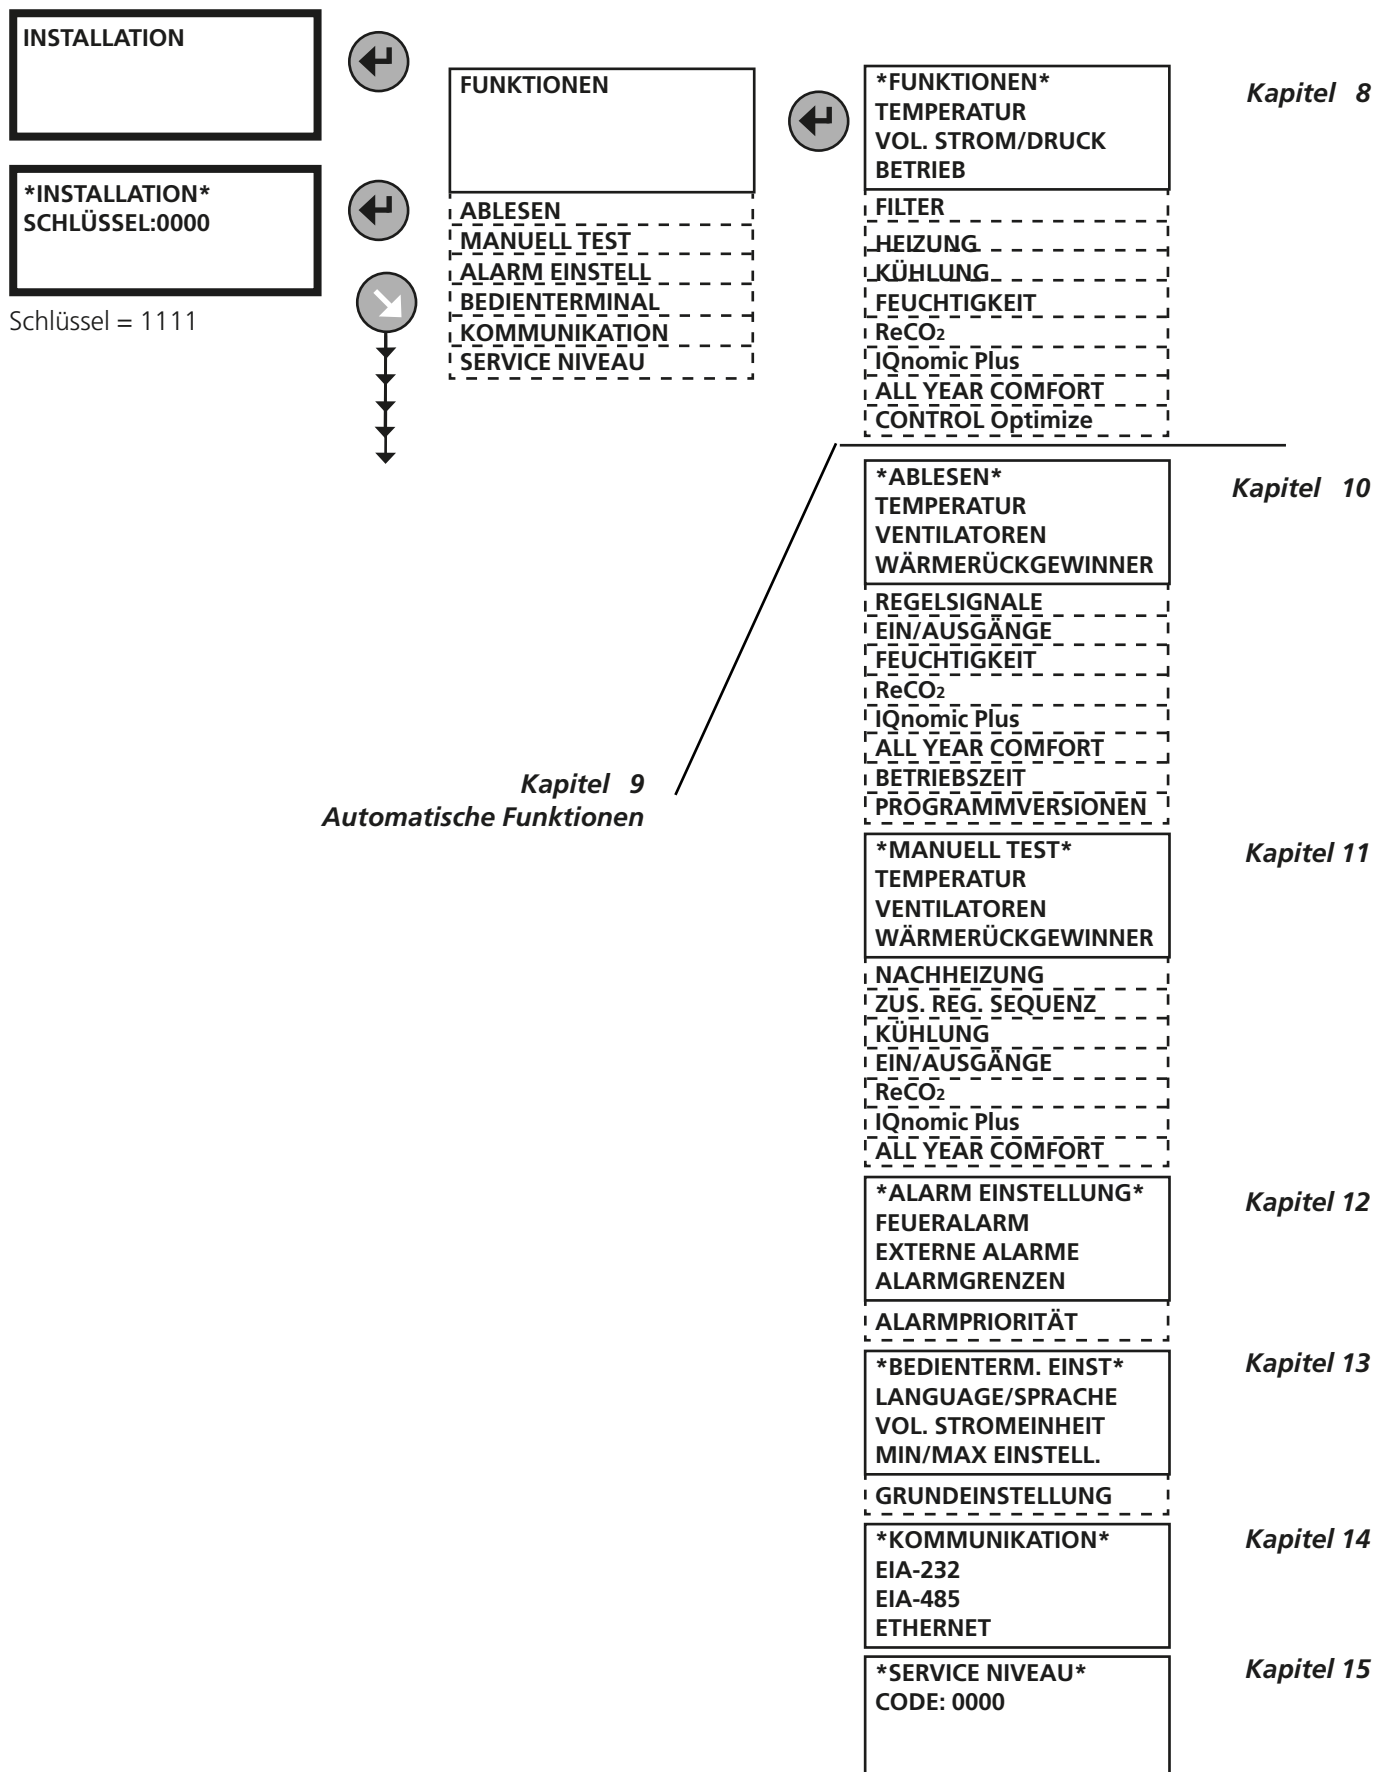 INSTALLATION
*INSTALLATION*
SCHLÜSSEL:0000
Schlüssel = 1111
FUNKTIONEN
ABLESEN
MANUELL TEST
ALARM EINSTELL
BEDIENTERMINAL
KOMMUNIKATION
SERVICE NIVEAU
*FUNKTIONEN*
TEMPERATUR
VOL. STROM/DRUCK
BETRIEB
FILTER
HEIZUNG
KÜHLUNG
FEUCHTIGKEIT
ReCO₂
IQnomic Plus
ALL YEAR COMFORT
CONTROL Optimize
Kapitel 8
Kapitel 9
Automatische Funktionen
*ABLESEN*
TEMPERATUR
VENTILATOREN
WÄRMERÜCKGEWINNER
REGELSIGNALE
EIN/AUSGÄNGE
FEUCHTIGKEIT
ReCO₂
IQnomic Plus
ALL YEAR COMFORT
BETRIEBSZEIT
PROGRAMMVERSIONEN
Kapitel 10
*MANUELL TEST*
TEMPERATUR
VENTILATOREN
WÄRMERÜCKGEWINNER
NACHHEIZUNG
ZUS. REG. SEQUENZ
KÜHLUNG
EIN/AUSGÄNGE
ReCO₂
IQnomic Plus
ALL YEAR COMFORT
Kapitel 11
*ALARM EINSTELLUNG*
FEUERALARM
EXTERNE ALARME
ALARMGRENZEN
ALARMPRIORITÄT
Kapitel 12
*BEDIENTERM. EINST*
LANGUAGE/SPRACHE
VOL. STROMEINHEIT
MIN/MAX EINSTELL.
GRUNDEINSTELLUNG
Kapitel 13
*KOMMUNIKATION*
EIA-232
EIA-485
ETHERNET
Kapitel 14
*SERVICE NIVEAU*
CODE: 0000
Kapitel 15